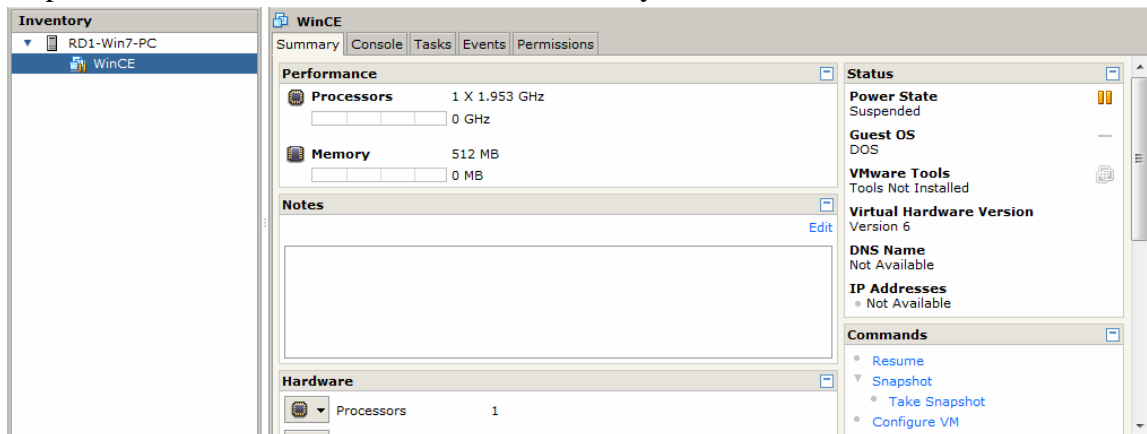 Inventory
RD1-Win7-PC
WinCE
WinCE
Summary Console Tasks Events Permissions
Performance
Processors 1 X 1.953 GHz
0 GHz
Memory 512 MB
0 MB
Notes
Edit
Hardware
Processors 1
Status
Power State
Suspended
Guest OS
DOS
VMware Tools
Tools Not Installed
Virtual Hardware Version
Version 6
DNS Name
Not Available
IP Addresses
Not Available
Commands
Resume
Snapshot
Take Snapshot
Configure VM